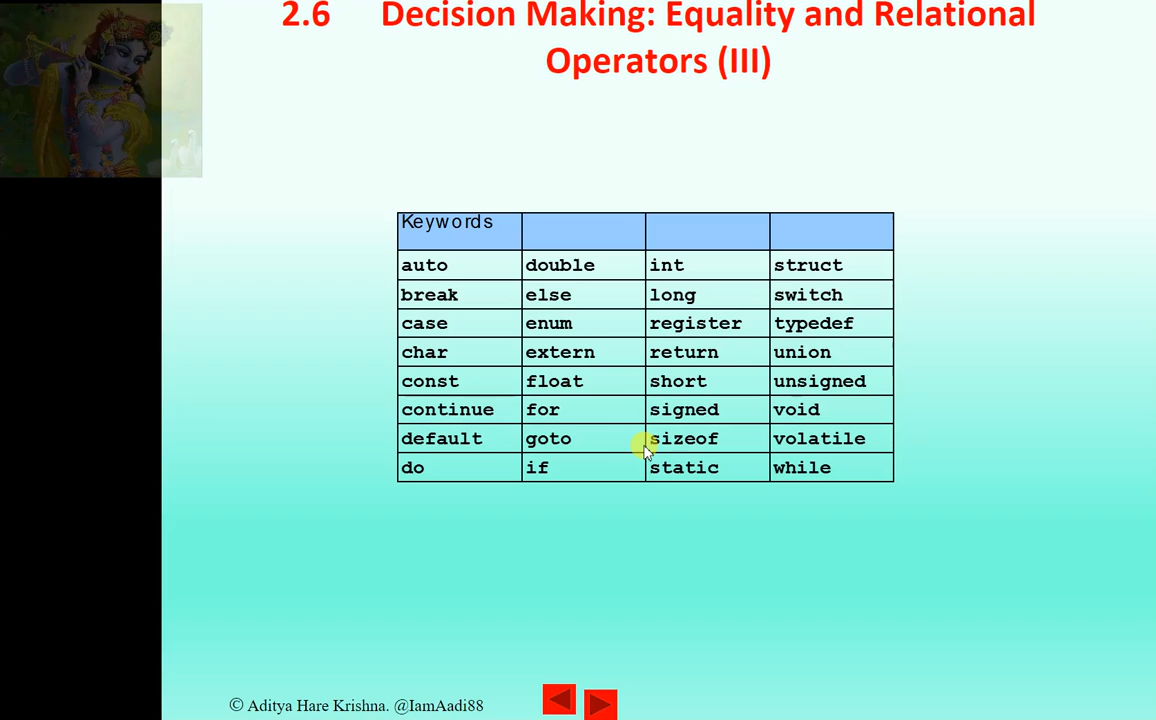 2.6 Decision Making: Equality and Relational
Operators (III)
Keywords
auto double int struct
break else long switch
case enum register typedef
char extern return union
const float short unsigned
continue for signed void
default goto sizeof volatile
do if static while
© Aditya Hare Krishna. @IamAadi88